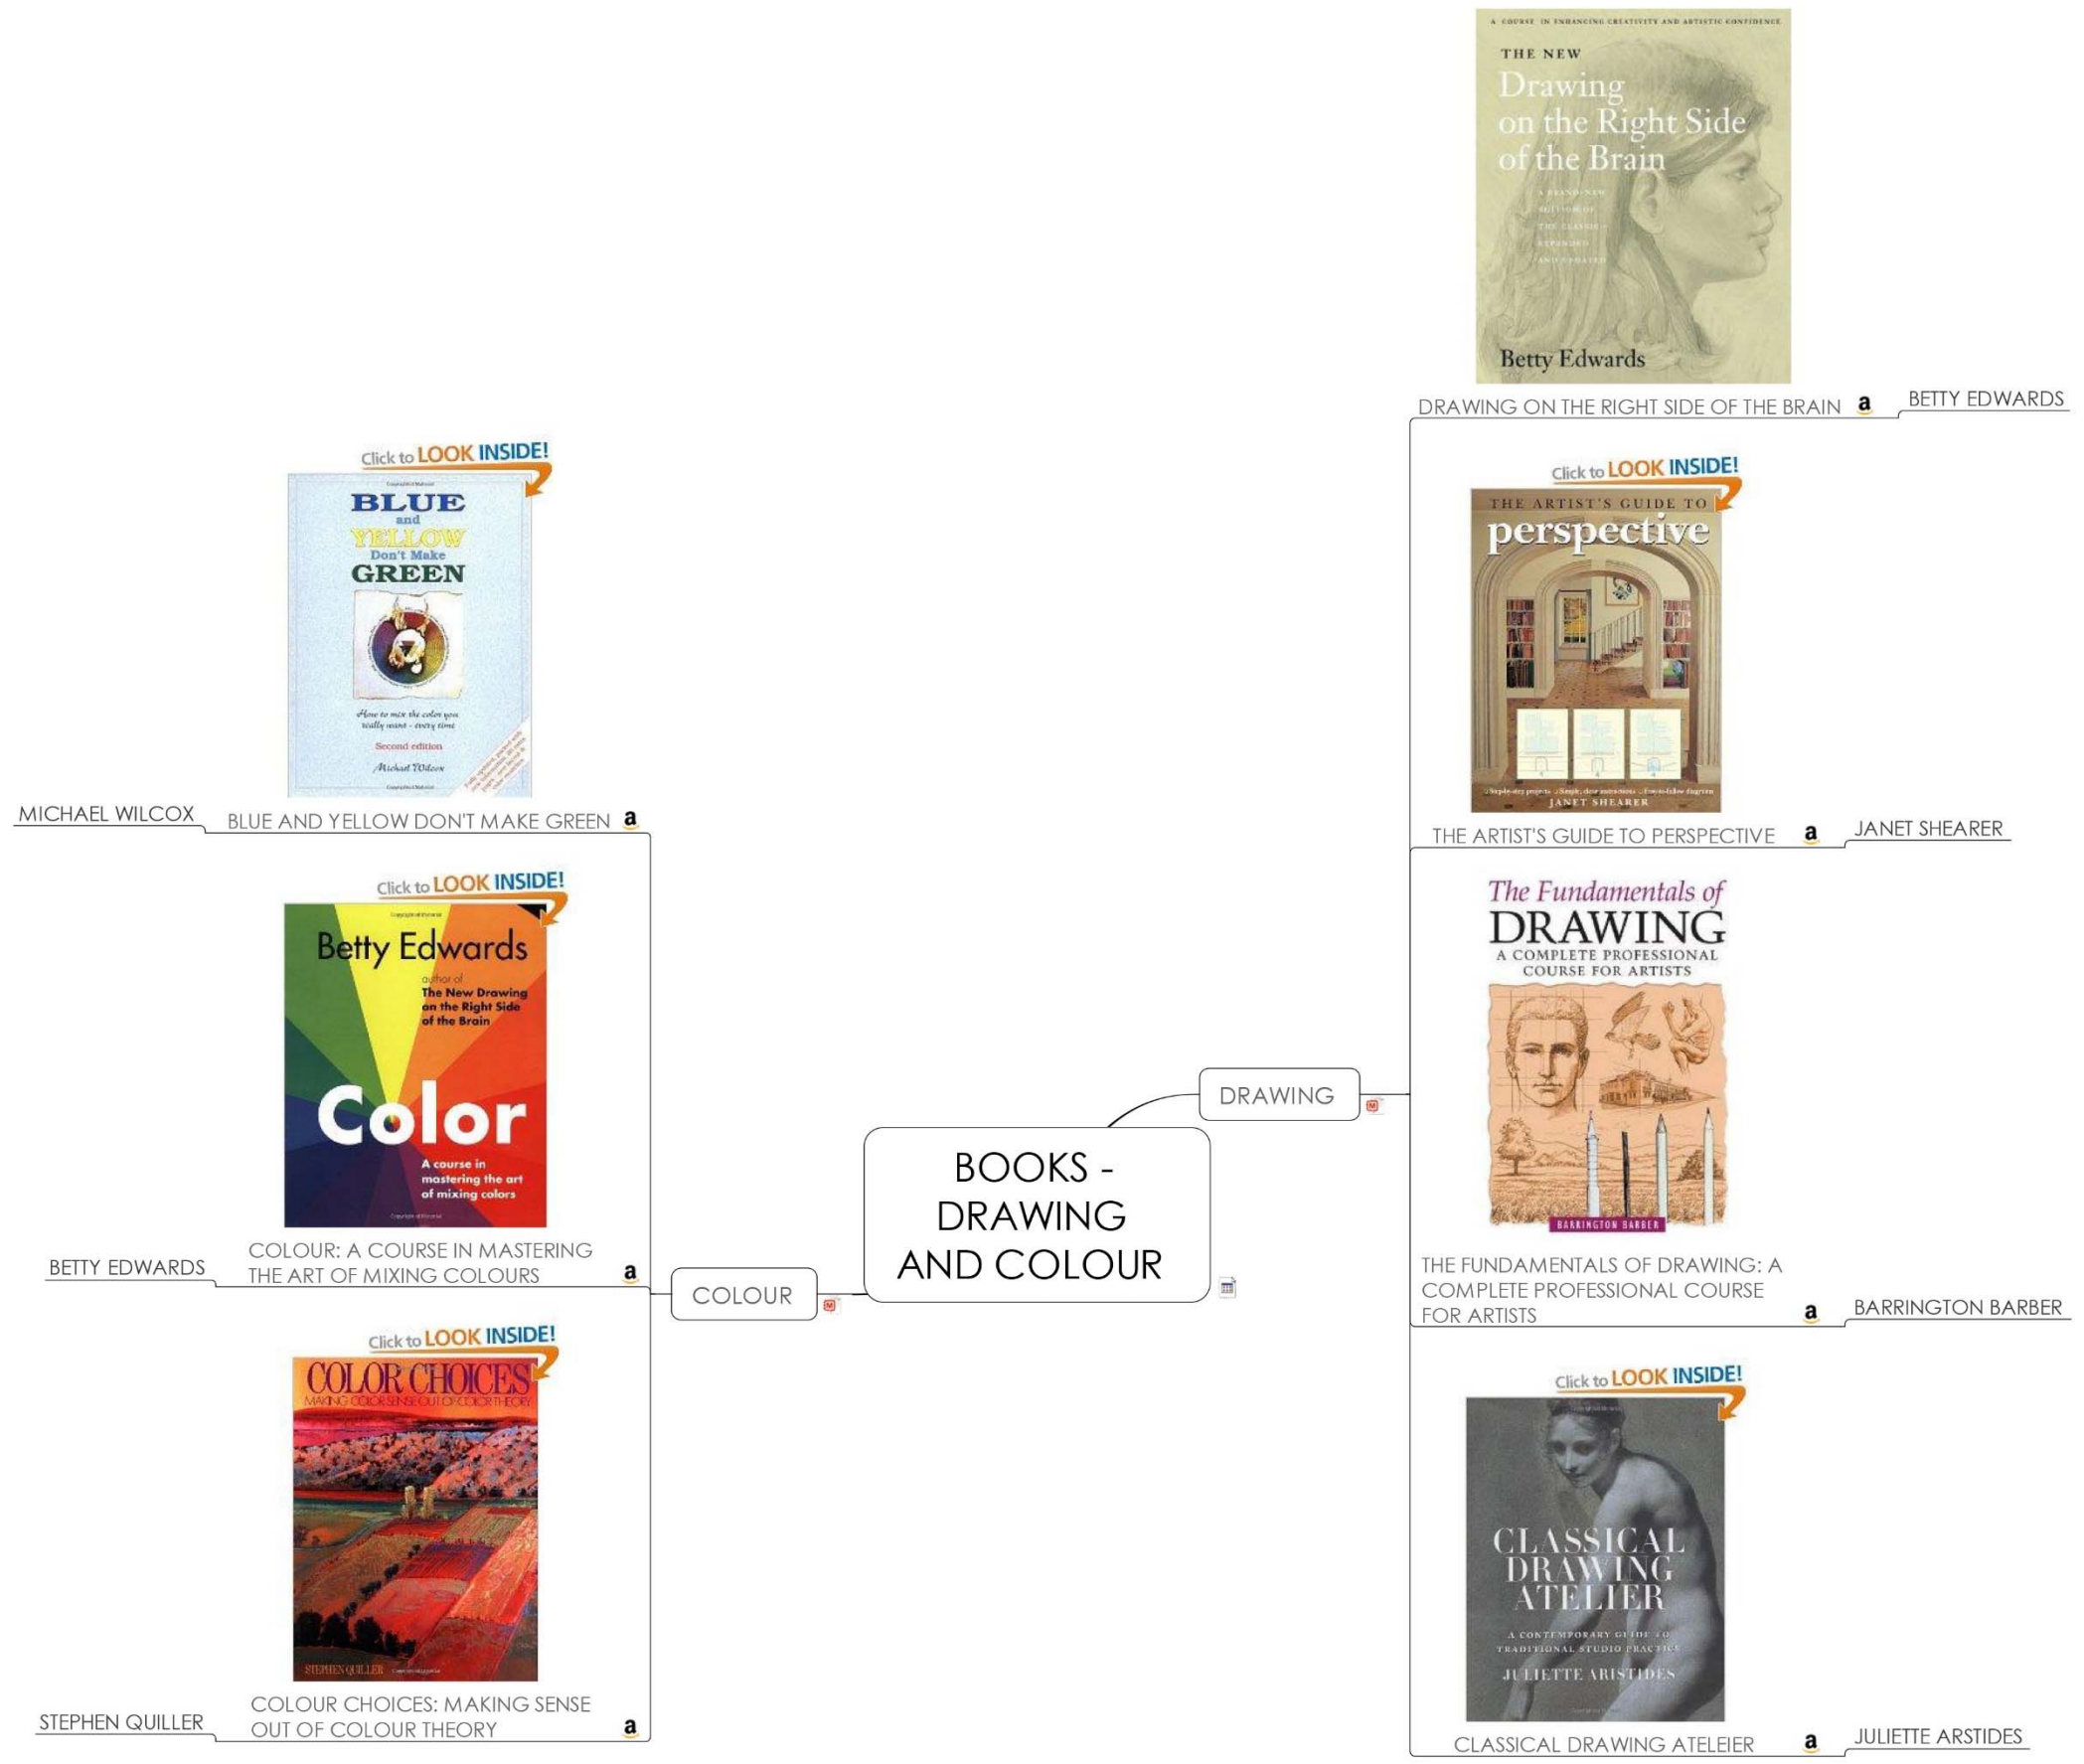 A COURSE IN ENHANCING CREATIVITY AND ARTISTIC CONFIDENCE
THE NEW
Drawing
on the Right Side
of the Brain
A BRAND-NEW
EDITION OF
THE CLASSIC
EXPANDED
AND UPDATED
Betty Edwards
DRAWING ON THE RIGHT SIDE OF THE BRAIN
BETTY EDWARDS
Click to LOOK INSIDE!
THE ARTIST'S GUIDE TO
perspective
JANET SHEARER
THE ARTIST'S GUIDE TO PERSPECTIVE
JANET SHEARER
The Fundamentals of
DRAWING
A COMPLETE PROFESSIONAL
COURSE FOR ARTISTS
BARRINGTON BARBER
THE FUNDAMENTALS OF DRAWING: A
COMPLETE PROFESSIONAL COURSE
FOR ARTISTS
BARRINGTON BARBER
Click to LOOK INSIDE!
CLASSICAL
DRAWING
ATELIER
A CONTEMPORARY GUIDE TO
TRADITIONAL STUDIO PRACTICE
JULIETTE ARISTIDES
CLASSICAL DRAWING ATELEIER
JULIETTE ARSTIDES
DRAWING
BOOKS -
DRAWING
AND COLOUR
COLOUR
Click to LOOK INSIDE!
BLUE
and
YELLOW
Don't Make
GREEN
How to mix the color you
really want - every time
Second edition
Michael Wilcox
MICHAEL WILCOX
BLUE AND YELLOW DON'T MAKE GREEN
Click to LOOK INSIDE!
Betty Edwards
author of
The New Drawing
on the Right Side
of the Brain
Color
A course in
mastering the art
of mixing colors
BETTY EDWARDS
COLOUR: A COURSE IN MASTERING
THE ART OF MIXING COLOURS
Click to LOOK INSIDE!
COLOR CHOICES
MAKING COLOR SENSE OUT OF COLOR THEORY
STEPHEN QUILLER
STEPHEN QUILLER
COLOUR CHOICES: MAKING SENSE
OUT OF COLOUR THEORY